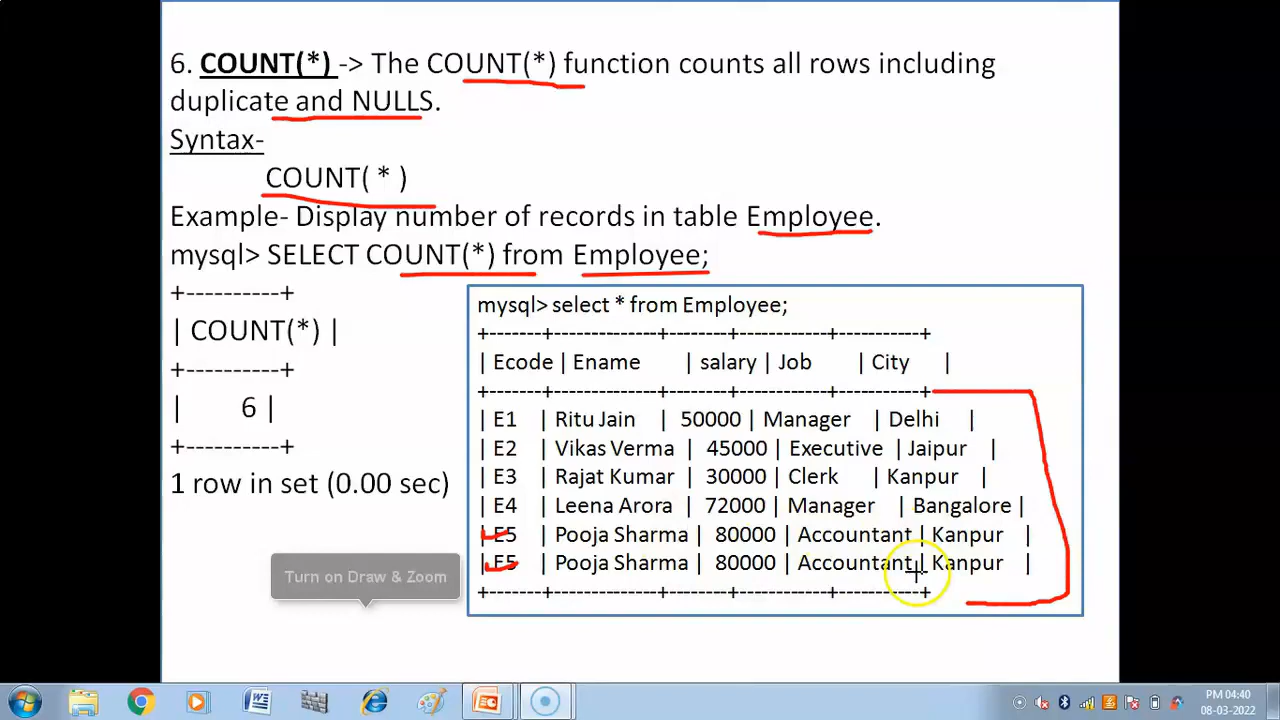 6. COUNT(*) -> The COUNT(*) function counts all rows including
duplicate and NULLS.
Syntax-
COUNT( * )
Example- Display number of records in table Employee.
mysql> SELECT COUNT(*) from Employee;
+----------+
| COUNT(*) |
+----------+
| 6 |
+----------+
1 row in set (0.00 sec)
mysql> select * from Employee;
+-------+-------------+-------+-----------+-----------+
| Ecode | Ename | salary | Job | City |
+-------+-------------+-------+-----------+-----------+
| E1 | Ritu Jain | 50000 | Manager | Delhi |
| E2 | Vikas Verma | 45000 | Executive | Jaipur |
| E3 | Rajat Kumar | 30000 | Clerk | Kanpur |
| E4 | Leena Arora | 72000 | Manager | Bangalore |
| E5 | Pooja Sharma | 80000 | Accountant | Kanpur |
| E5 | Pooja Sharma | 80000 | Accountant | Kanpur |
+-------+-------------+-------+-----------+-----------+
Turn on Draw & Zoom
PM 04:40
08-03-2022